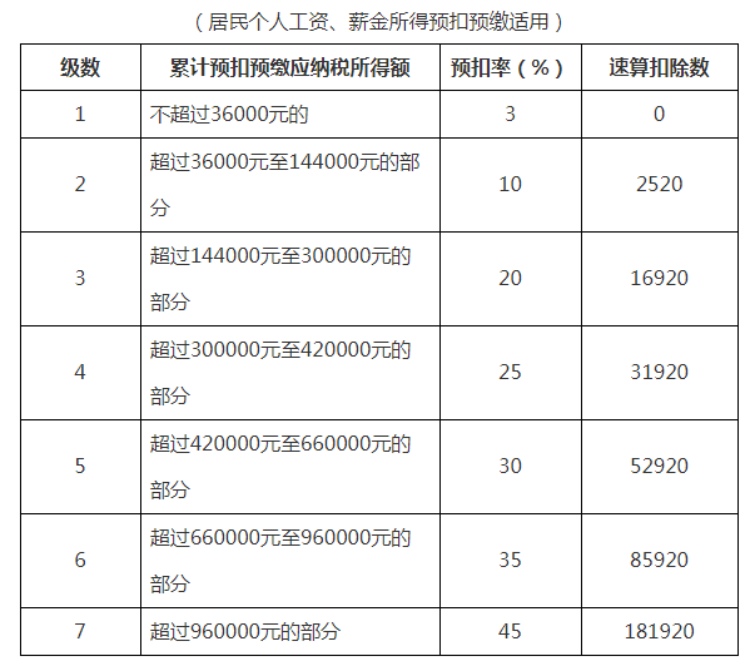 （居民个人工资、薪金所得预扣预缴适用）
级数 累计预扣预缴应纳税所得额 预扣率（%） 速算扣除数
1 不超过36000元的 3 0
2 超过36000元至144000元的部
分 10 2520
3 超过144000元至300000元的
部分 20 16920
4 超过300000元至420000元的
部分 25 31920
5 超过420000元至660000元的
部分 30 52920
6 超过660000元至960000元的
部分 35 85920
7 超过960000元的部分 45 181920